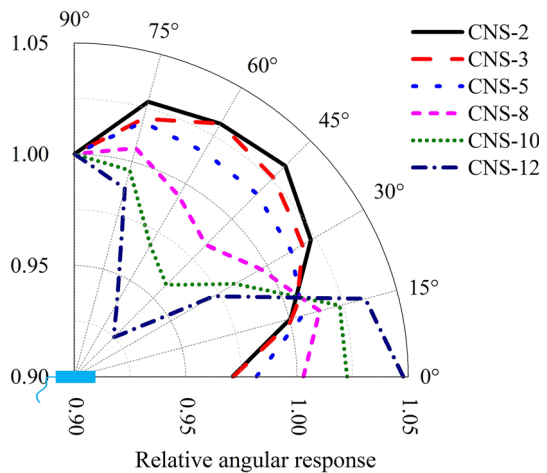 90°
75°
60°
45°
30°
15°
0°
1.05
1.00
0.95
0.90
0.90
0.95
1.00
1.05
Relative angular response
CNS-2
CNS-3
CNS-5
CNS-8
CNS-10
CNS-12